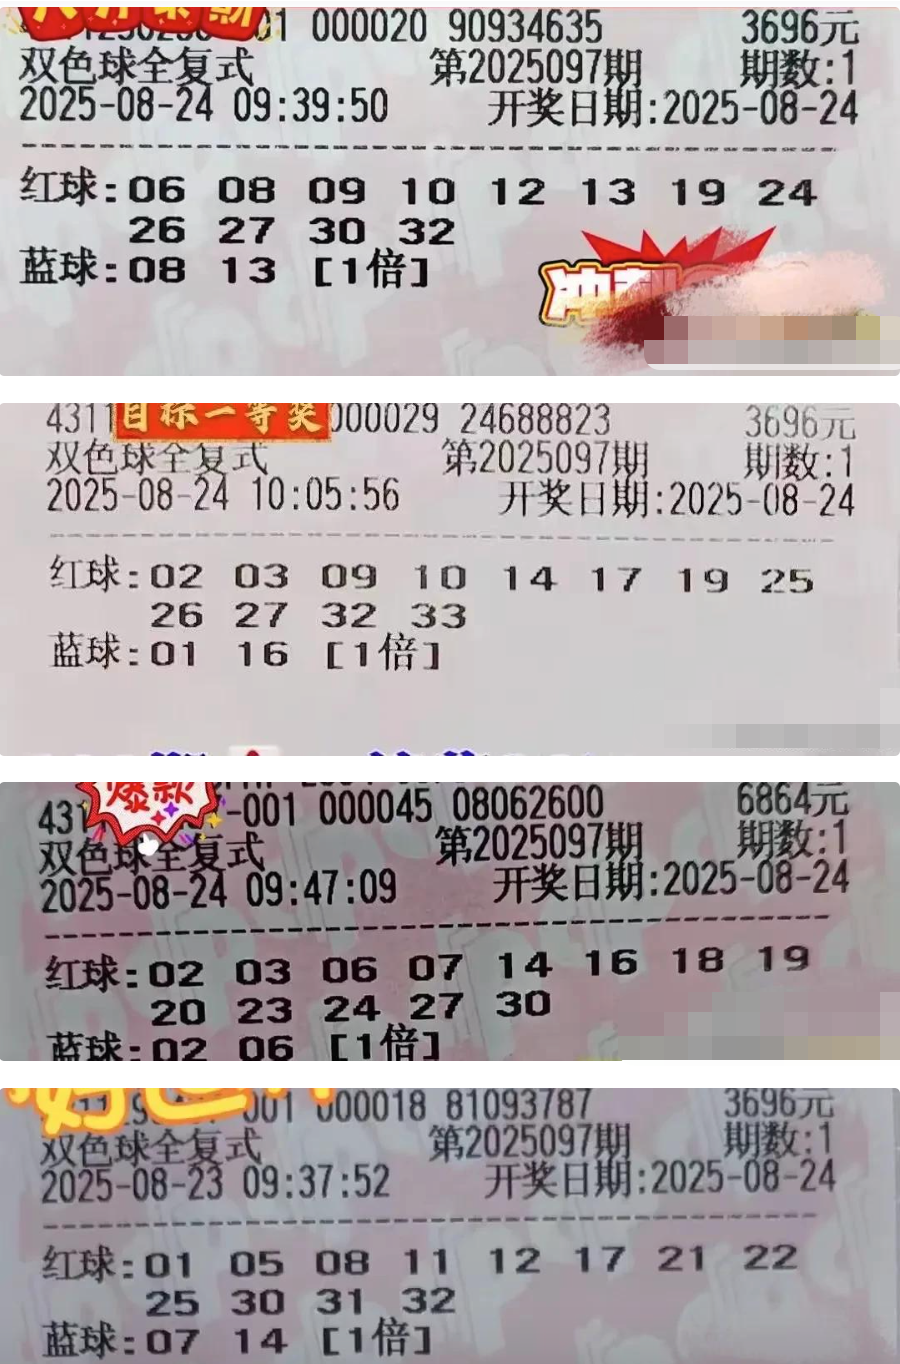 001 000020 90934635 3696元
双色球全复式 第2025097期 期数:1
2025-08-24 09:39:50 开奖日期:2025-08-24
红球:06 08 09 10 12 13 19 24
26 27 30 32
蓝球:08 13 [1倍]
冲刺
4311 目标一等奖 000029 24688823 3696元
双色球全复式 第2025097期 期数:1
2025-08-24 10:05:56 开奖日期:2025-08-24
红球:02 03 09 10 14 17 19 25
26 27 32 33
蓝球:01 16 [1倍]
爆款
431 -001 000045 08062600 6864元
双色球全复式 第2025097期 期数:1
2025-08-24 09:47:09 开奖日期:2025-08-24
红球:02 03 06 07 14 16 18 19
20 23 24 27 30
蓝球:02 06 [1倍]
001 000018 81093787 3696元
双色球全复式 第2025097期 期数:1
2025-08-23 09:37:52 开奖日期:2025-08-24
红球:01 05 08 11 12 17 21 22
25 30 31 32
蓝球:07 14 [1倍]